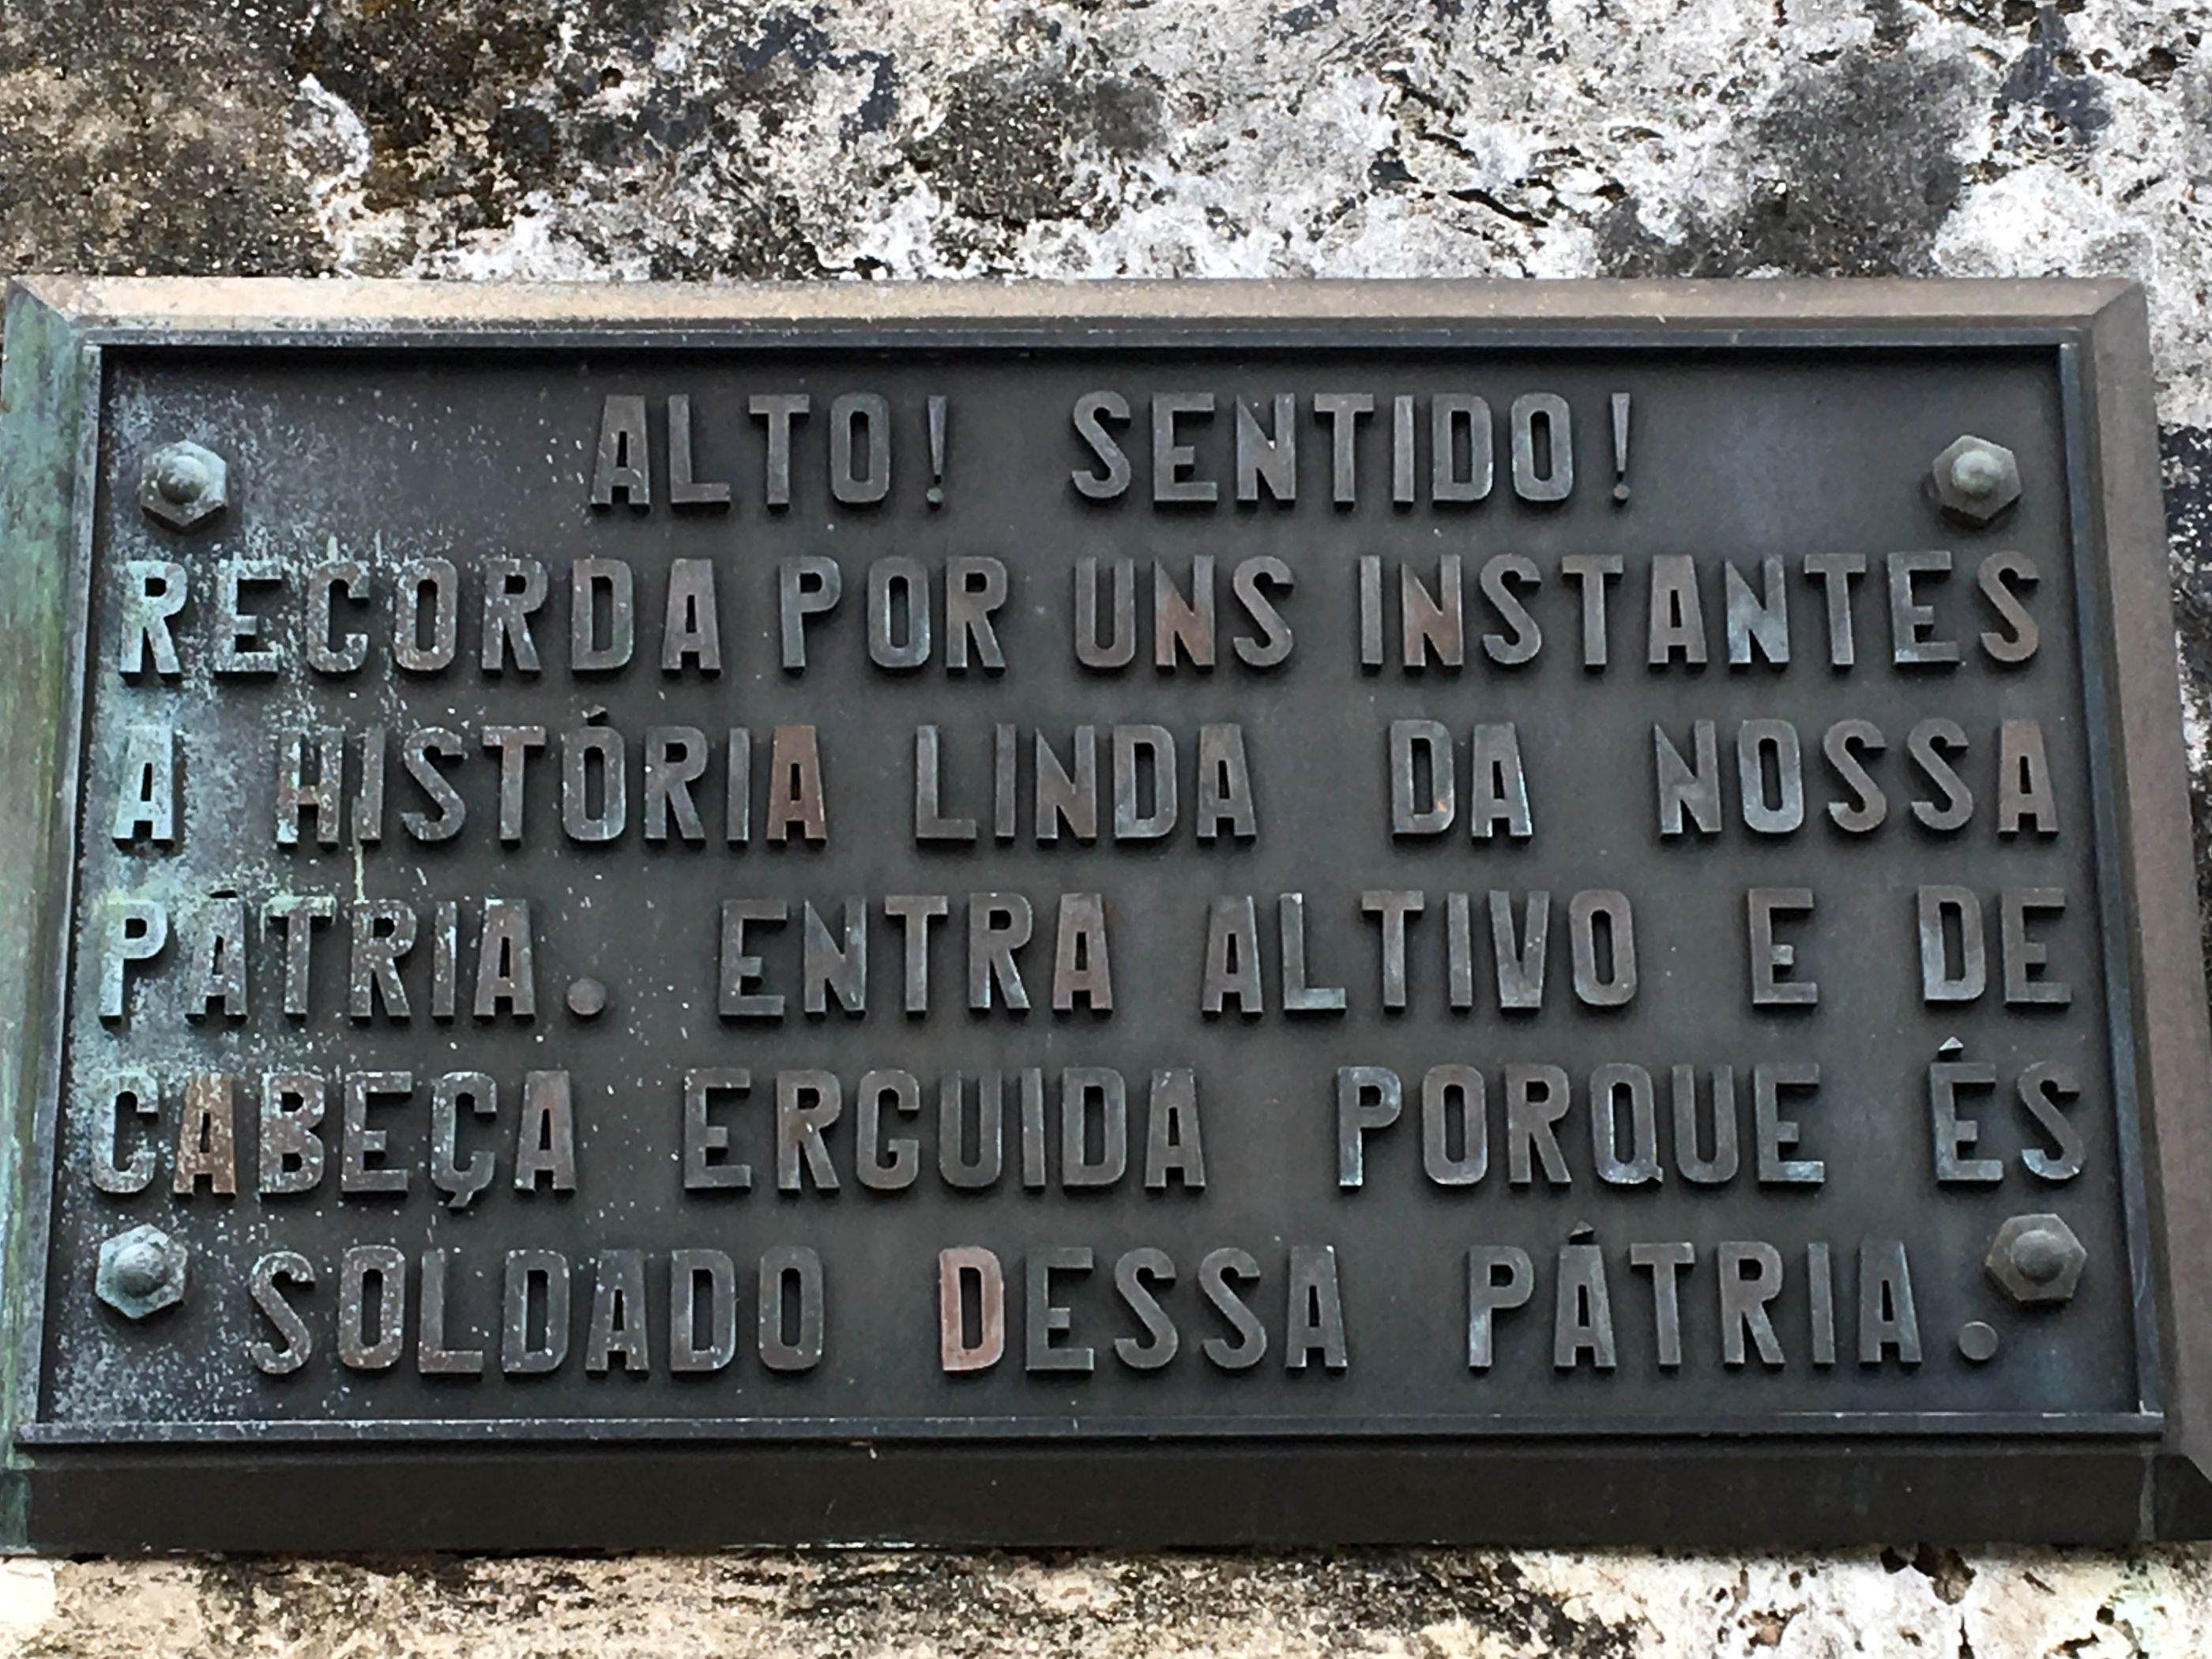 ALTO! SENTIDO!
RECORDA POR UNS INSTANTES
A HISTÓRIA LINDA DA NOSSA
PÁTRIA. ENTRA ALTIVO E DE
CABEÇA ERGUIDA PORQUE ÉS
SOLDADO DESSA PÁTRIA.